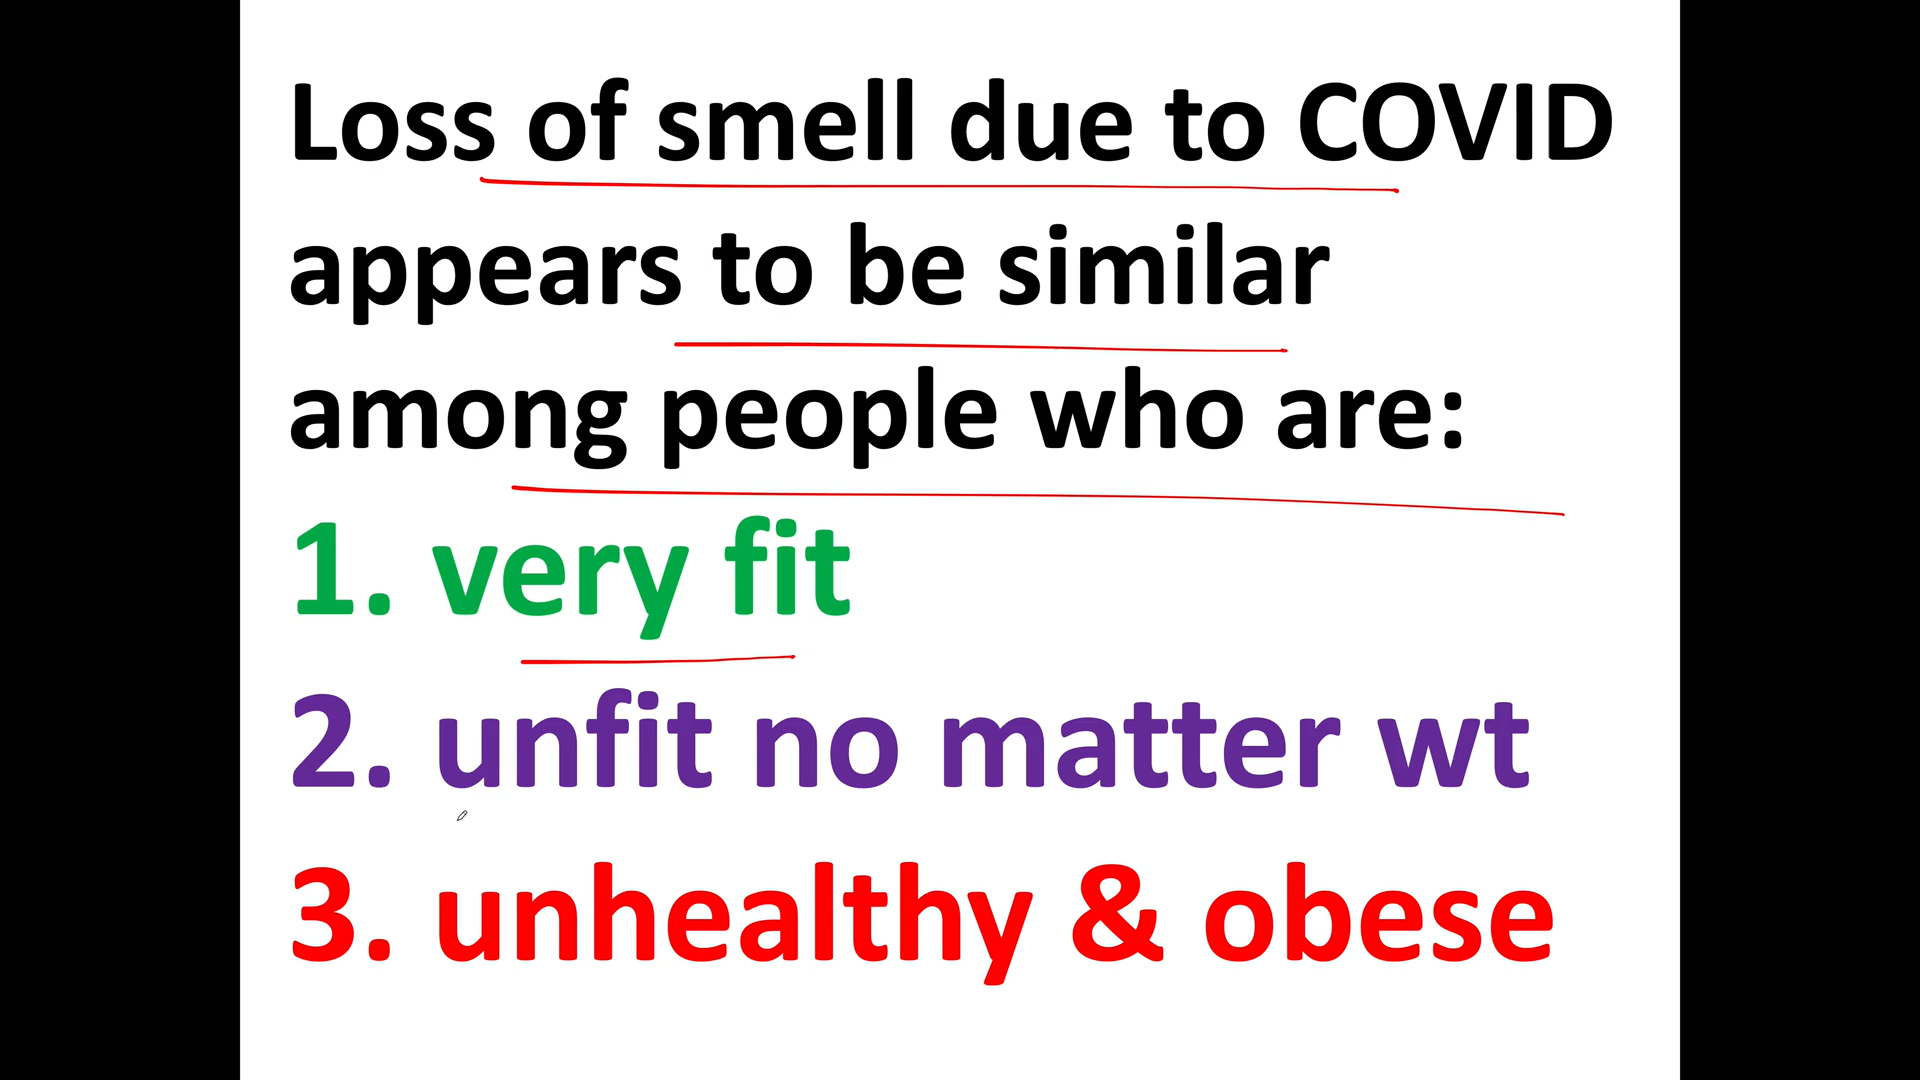 Loss of smell due to COVID
appears to be similar
among people who are:
1. very fit
2. unfit no matter wt
3. unhealthy & obese